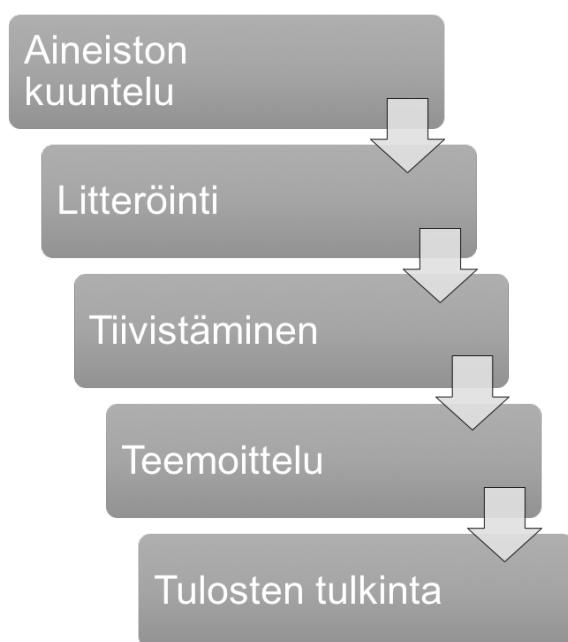 Aineiston
kuuntelu
Litteröinti
Tiivistäminen
Teemoittelu
Tulosten tulkinta